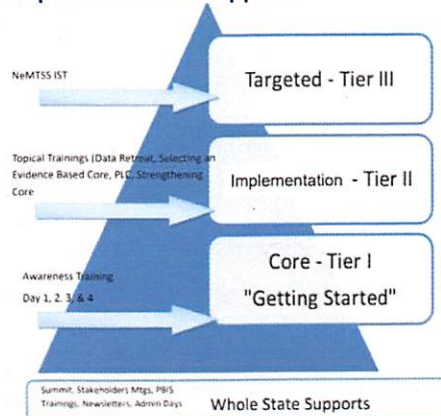 NeMTSS IST
Targeted - Tier III
Topical Trainings (Data Retreat, Selecting an
Evidence Based Core, PLC, Strengthening
Core
Implementation - Tier II
Core - Tier I
"Getting Started"
Awareness Training
Day 1, 2, 3, & 4
Summit, Stakeholders Mtgs, PBIS
Trainings, Newsletters, Admin Days
Whole State Supports